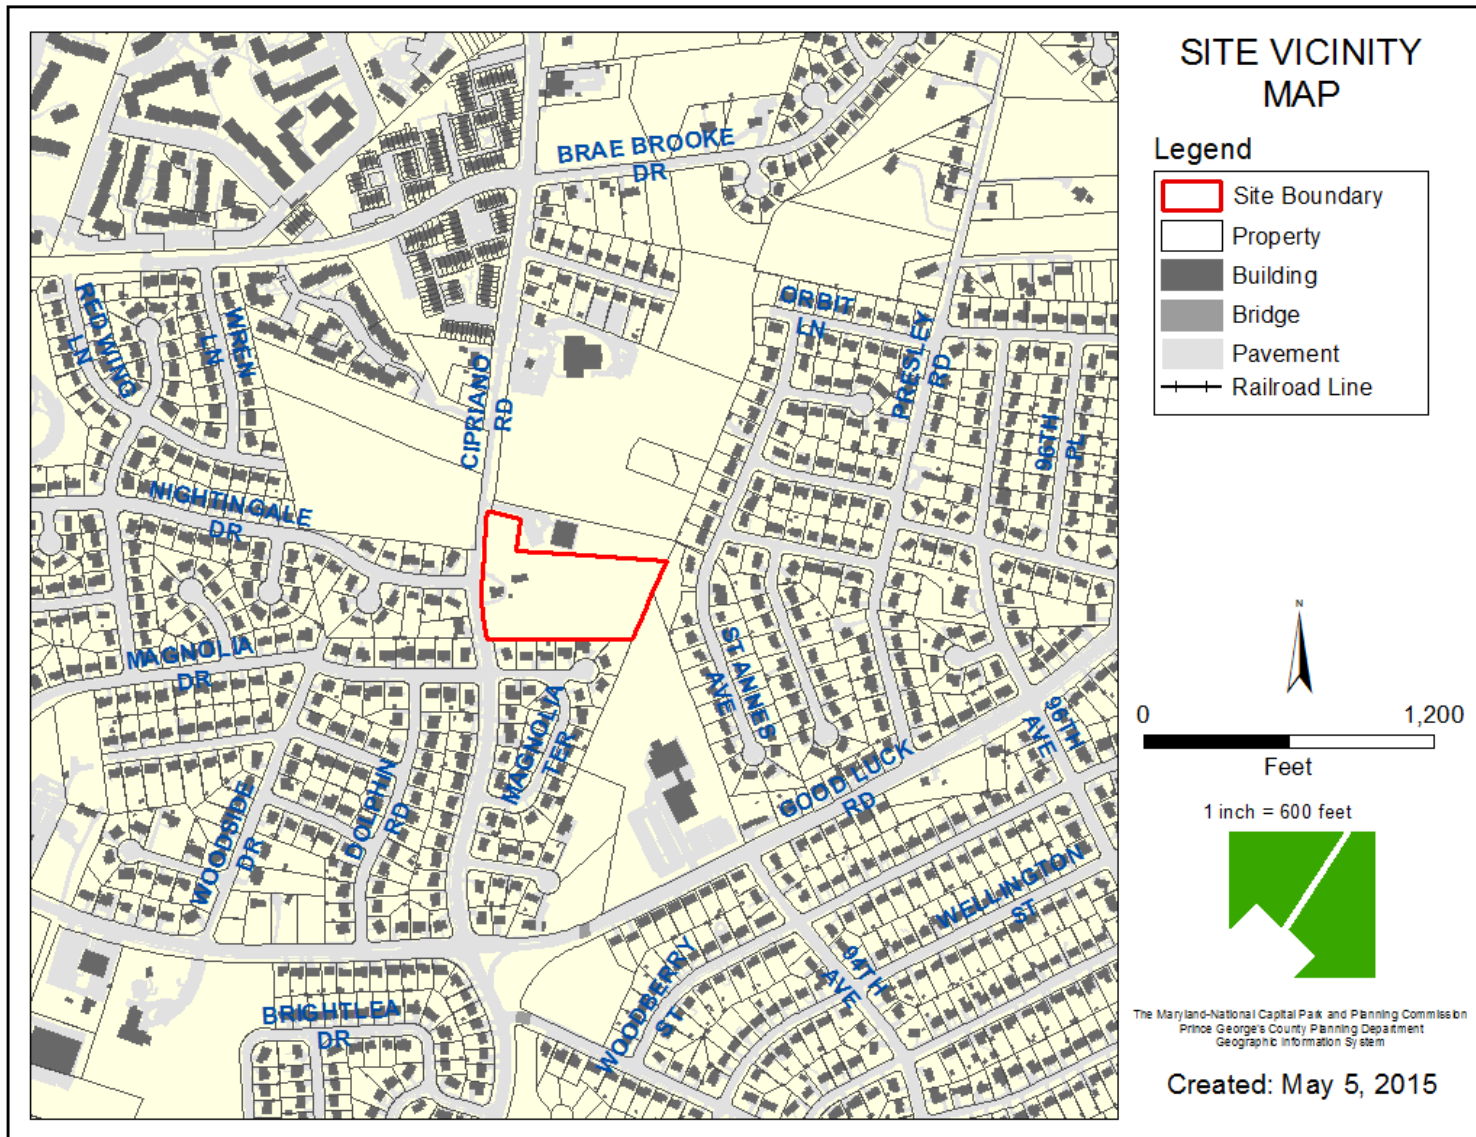 SITE VICINITY
MAP
Legend
Site Boundary
Property
Building
Bridge
Pavement
Railroad Line
BRAE BROOKE
DR
ORBIT
LN
PRESLEY
RD
RED WING
LN
WREN
LN
CIPRIANO
RD
96TH
PL
NIGHTINGALE
DR
MAGNOLIA
DR
ST ANNES
AVE
MAGNOLIA
TER
96TH
AVE
GOOD LUCK
RD
WOODSIDE
DR
DOLPHIN
RD
WELLINGTON
ST
94TH
AVE
WOODBERRY
ST
BRIGHTLEA
DR
N
0 1,200
Feet
1 inch = 600 feet
The Maryland-National Capital Park and Planning Commission
Prince George's County Planning Department
Geographic Information System
Created: May 5, 2015